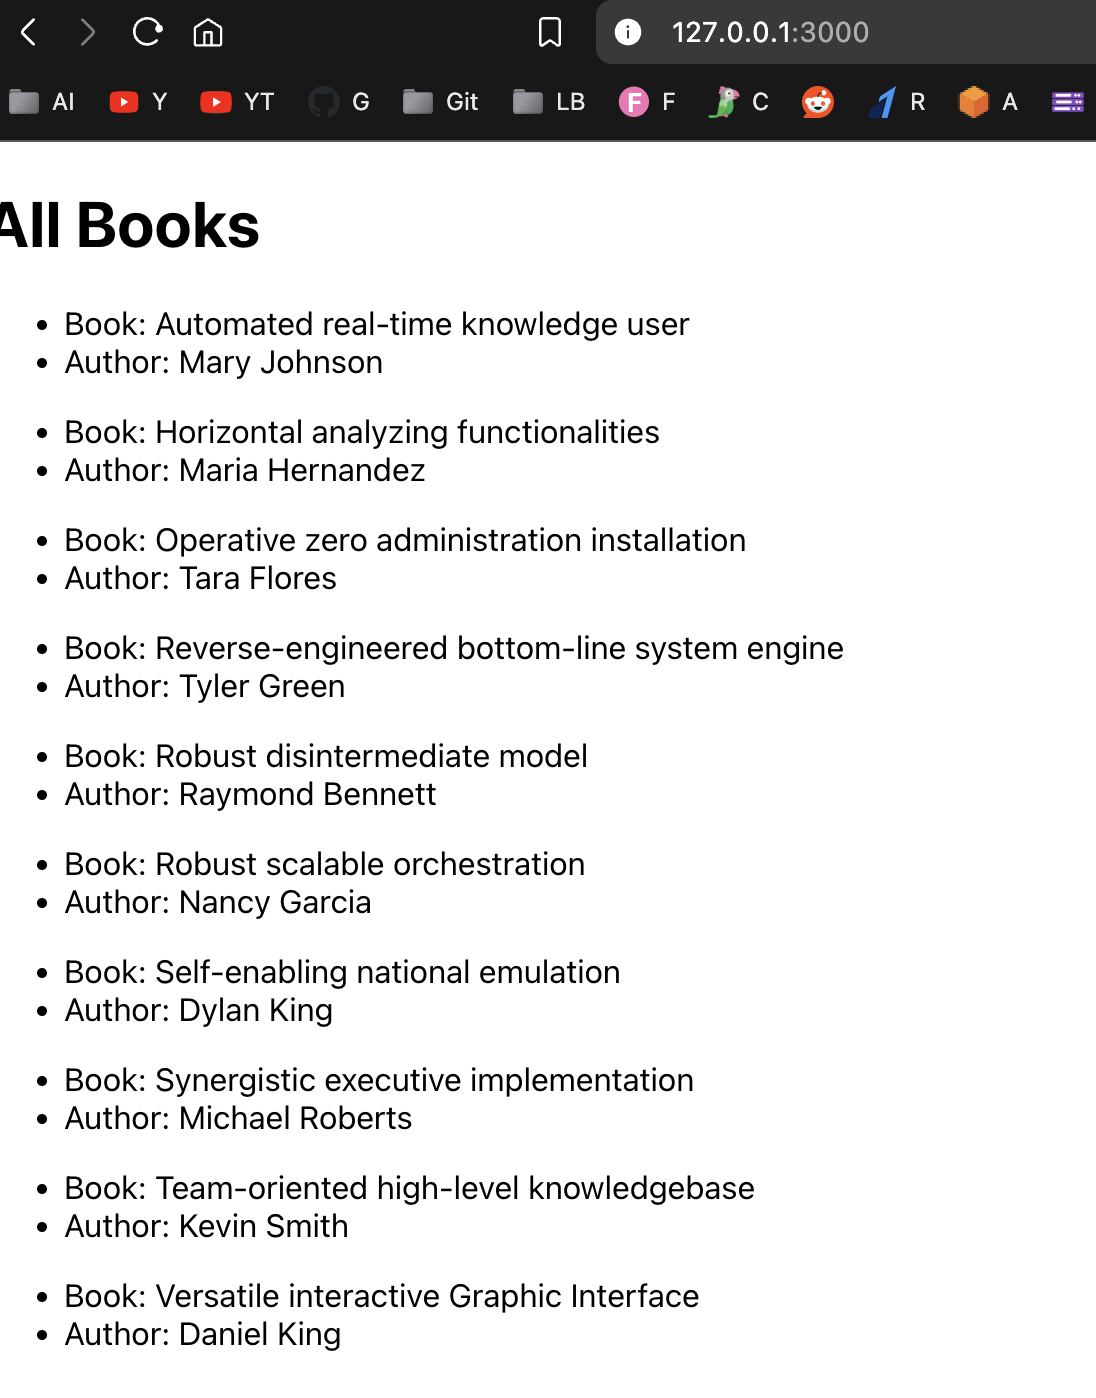 127.0.0.1:3000
AI Y YT G Git LB F C R A
All Books
• Book: Automated real-time knowledge user
• Author: Mary Johnson
• Book: Horizontal analyzing functionalities
• Author: Maria Hernandez
• Book: Operative zero administration installation
• Author: Tara Flores
• Book: Reverse-engineered bottom-line system engine
• Author: Tyler Green
• Book: Robust disintermediate model
• Author: Raymond Bennett
• Book: Robust scalable orchestration
• Author: Nancy Garcia
• Book: Self-enabling national emulation
• Author: Dylan King
• Book: Synergistic executive implementation
• Author: Michael Roberts
• Book: Team-oriented high-level knowledgebase
• Author: Kevin Smith
• Book: Versatile interactive Graphic Interface
• Author: Daniel King